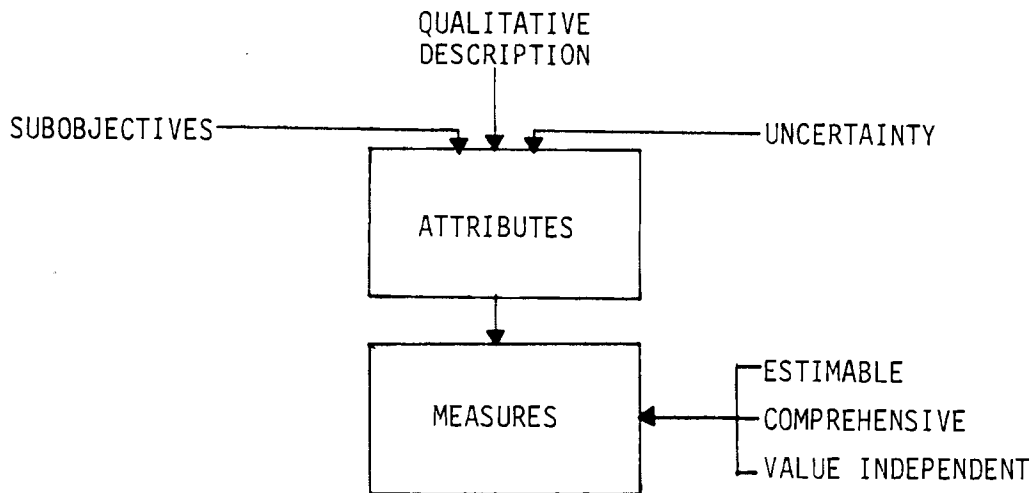 QUALITATIVE
DESCRIPTION
SUBOBJECTIVES
UNCERTAINTY
ATTRIBUTES
MEASURES
ESTIMABLE
COMPREHENSIVE
VALUE INDEPENDENT